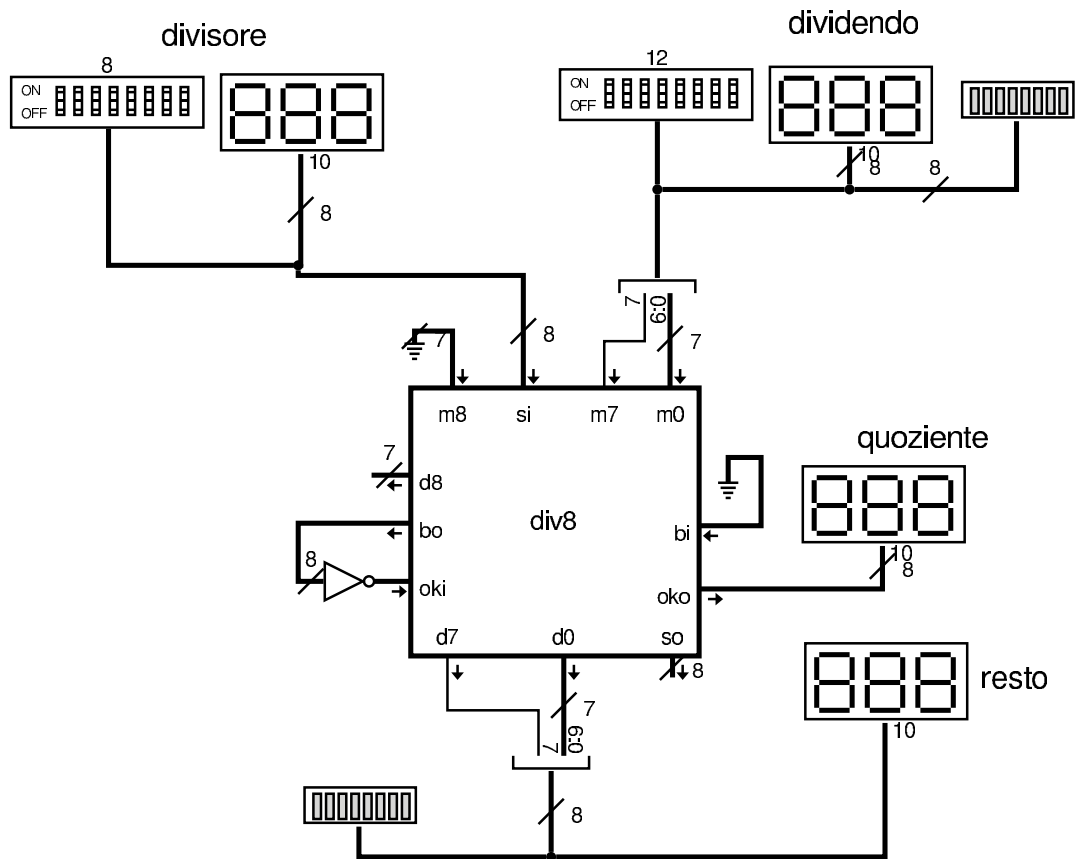 divisore
dividendo
8
ON
OFF
10
8
12
ON
OFF
10
8
8
7
6:0
7
8
7
m8
si
m7
m0
7
d8
bo
8
oki
div8
bi
oko
d7
d0
so
quoziente
10
8
8
resto
10
7
7
6:0
8